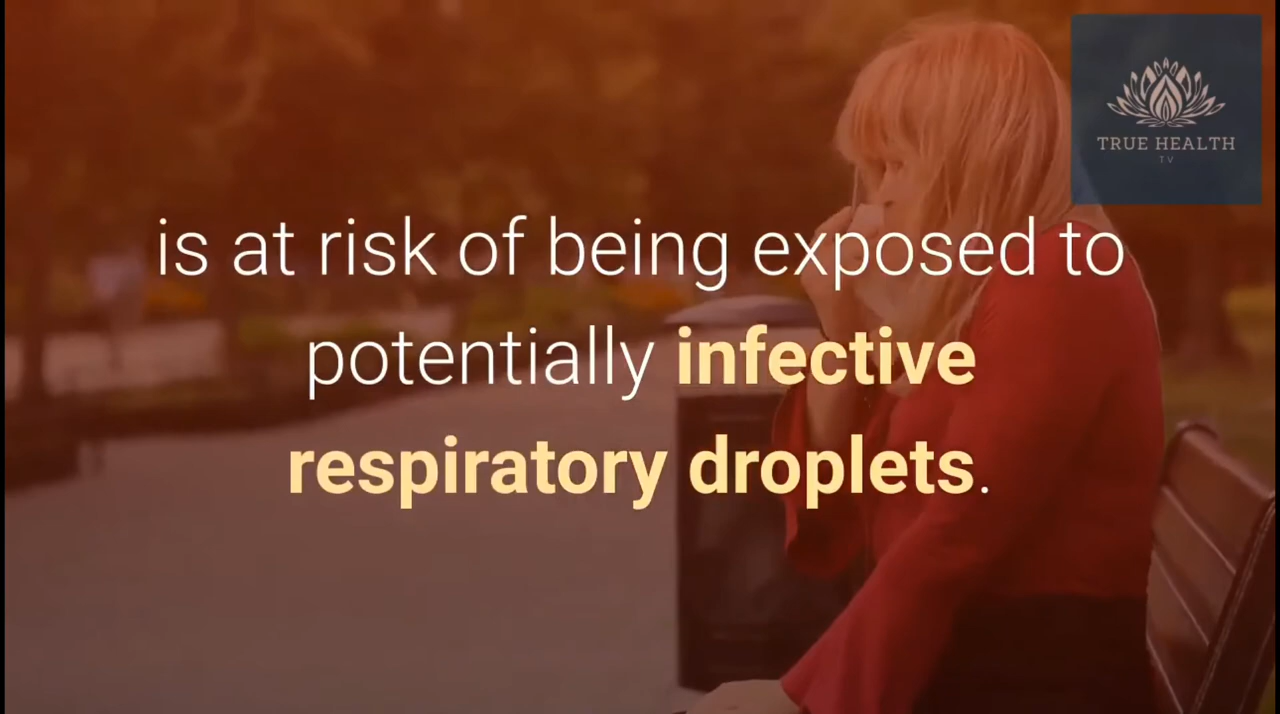 TRUE HEALTH
TV
is at risk of being exposed to
potentially infective
respiratory droplets.